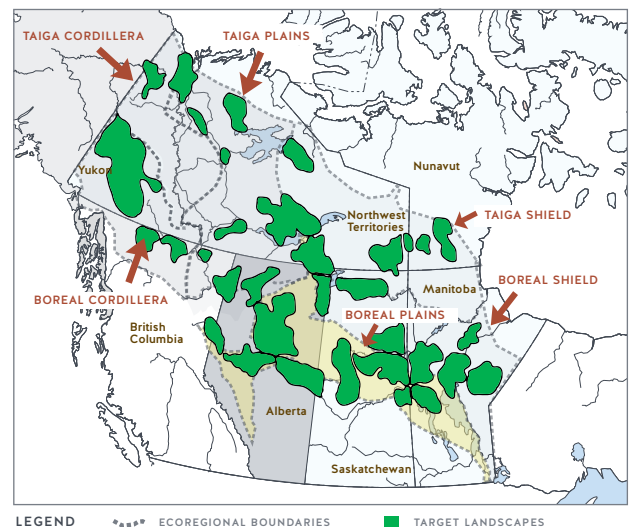 TAIGA CORDILLERA
TAIGA PLAINS
Yukon
Nunavut
Northwest
Territories
TAIGA SHIELD
BOREAL CORDILLERA
BOREAL SHIELD
Manitoba
BOREAL PLAINS
British
Columbia
Alberta
Saskatchewan
LEGEND ECOREGIONAL BOUNDARIES TARGET LANDSCAPES